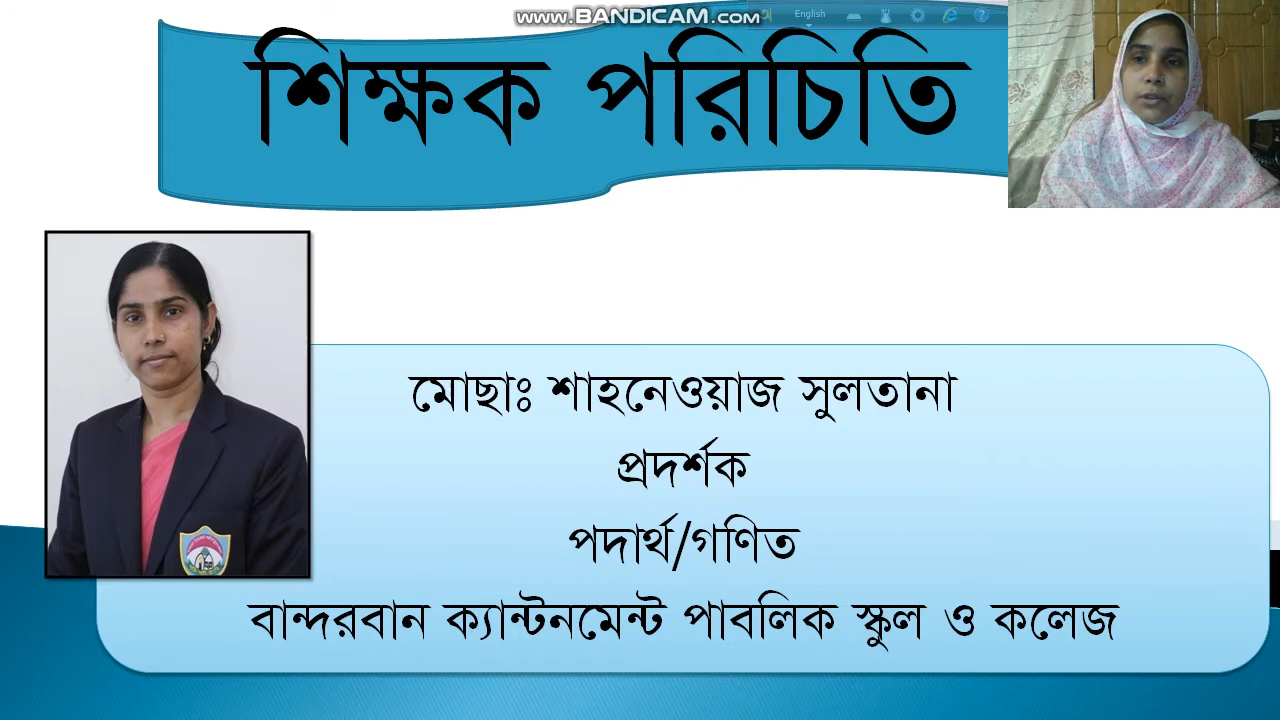 www.BANDICAM.com
English
শিক্ষক পরিচিতি
মোছাঃ শাহনেওয়াজ সুলতানা
প্রদর্শক
পদার্থ/গণিত
বান্দরবান ক্যান্টনমেন্ট পাবলিক স্কুল ও কলেজ